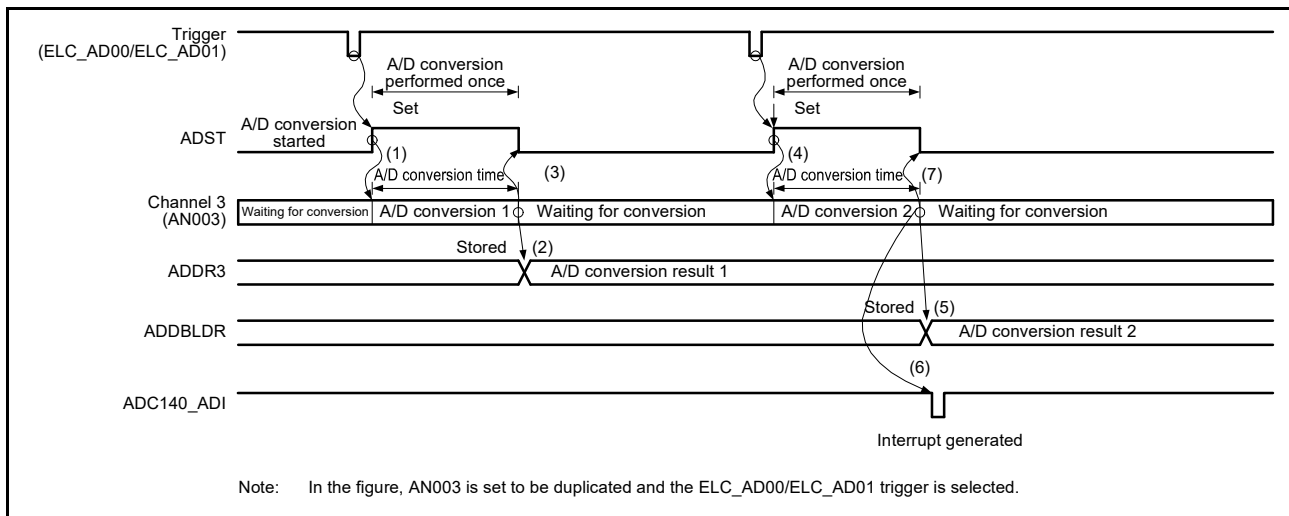 Trigger
(ELC_AD00/ELC_AD01)
A/D conversion
performed once
A/D conversion
performed once
Set
Set
A/D conversion
started
ADST
(1)
(3)
(4)
(7)
A/D conversion time
A/D conversion time
Channel 3
(AN003)
Waiting for conversion
A/D conversion 1
Waiting for conversion
A/D conversion 2
Waiting for conversion
Stored
(2)
ADDR3
A/D conversion result 1
Stored
(5)
ADDBLDR
A/D conversion result 2
(6)
ADC140_ADI
Interrupt generated
Note: In the figure, AN003 is set to be duplicated and the ELC_AD00/ELC_AD01 trigger is selected.